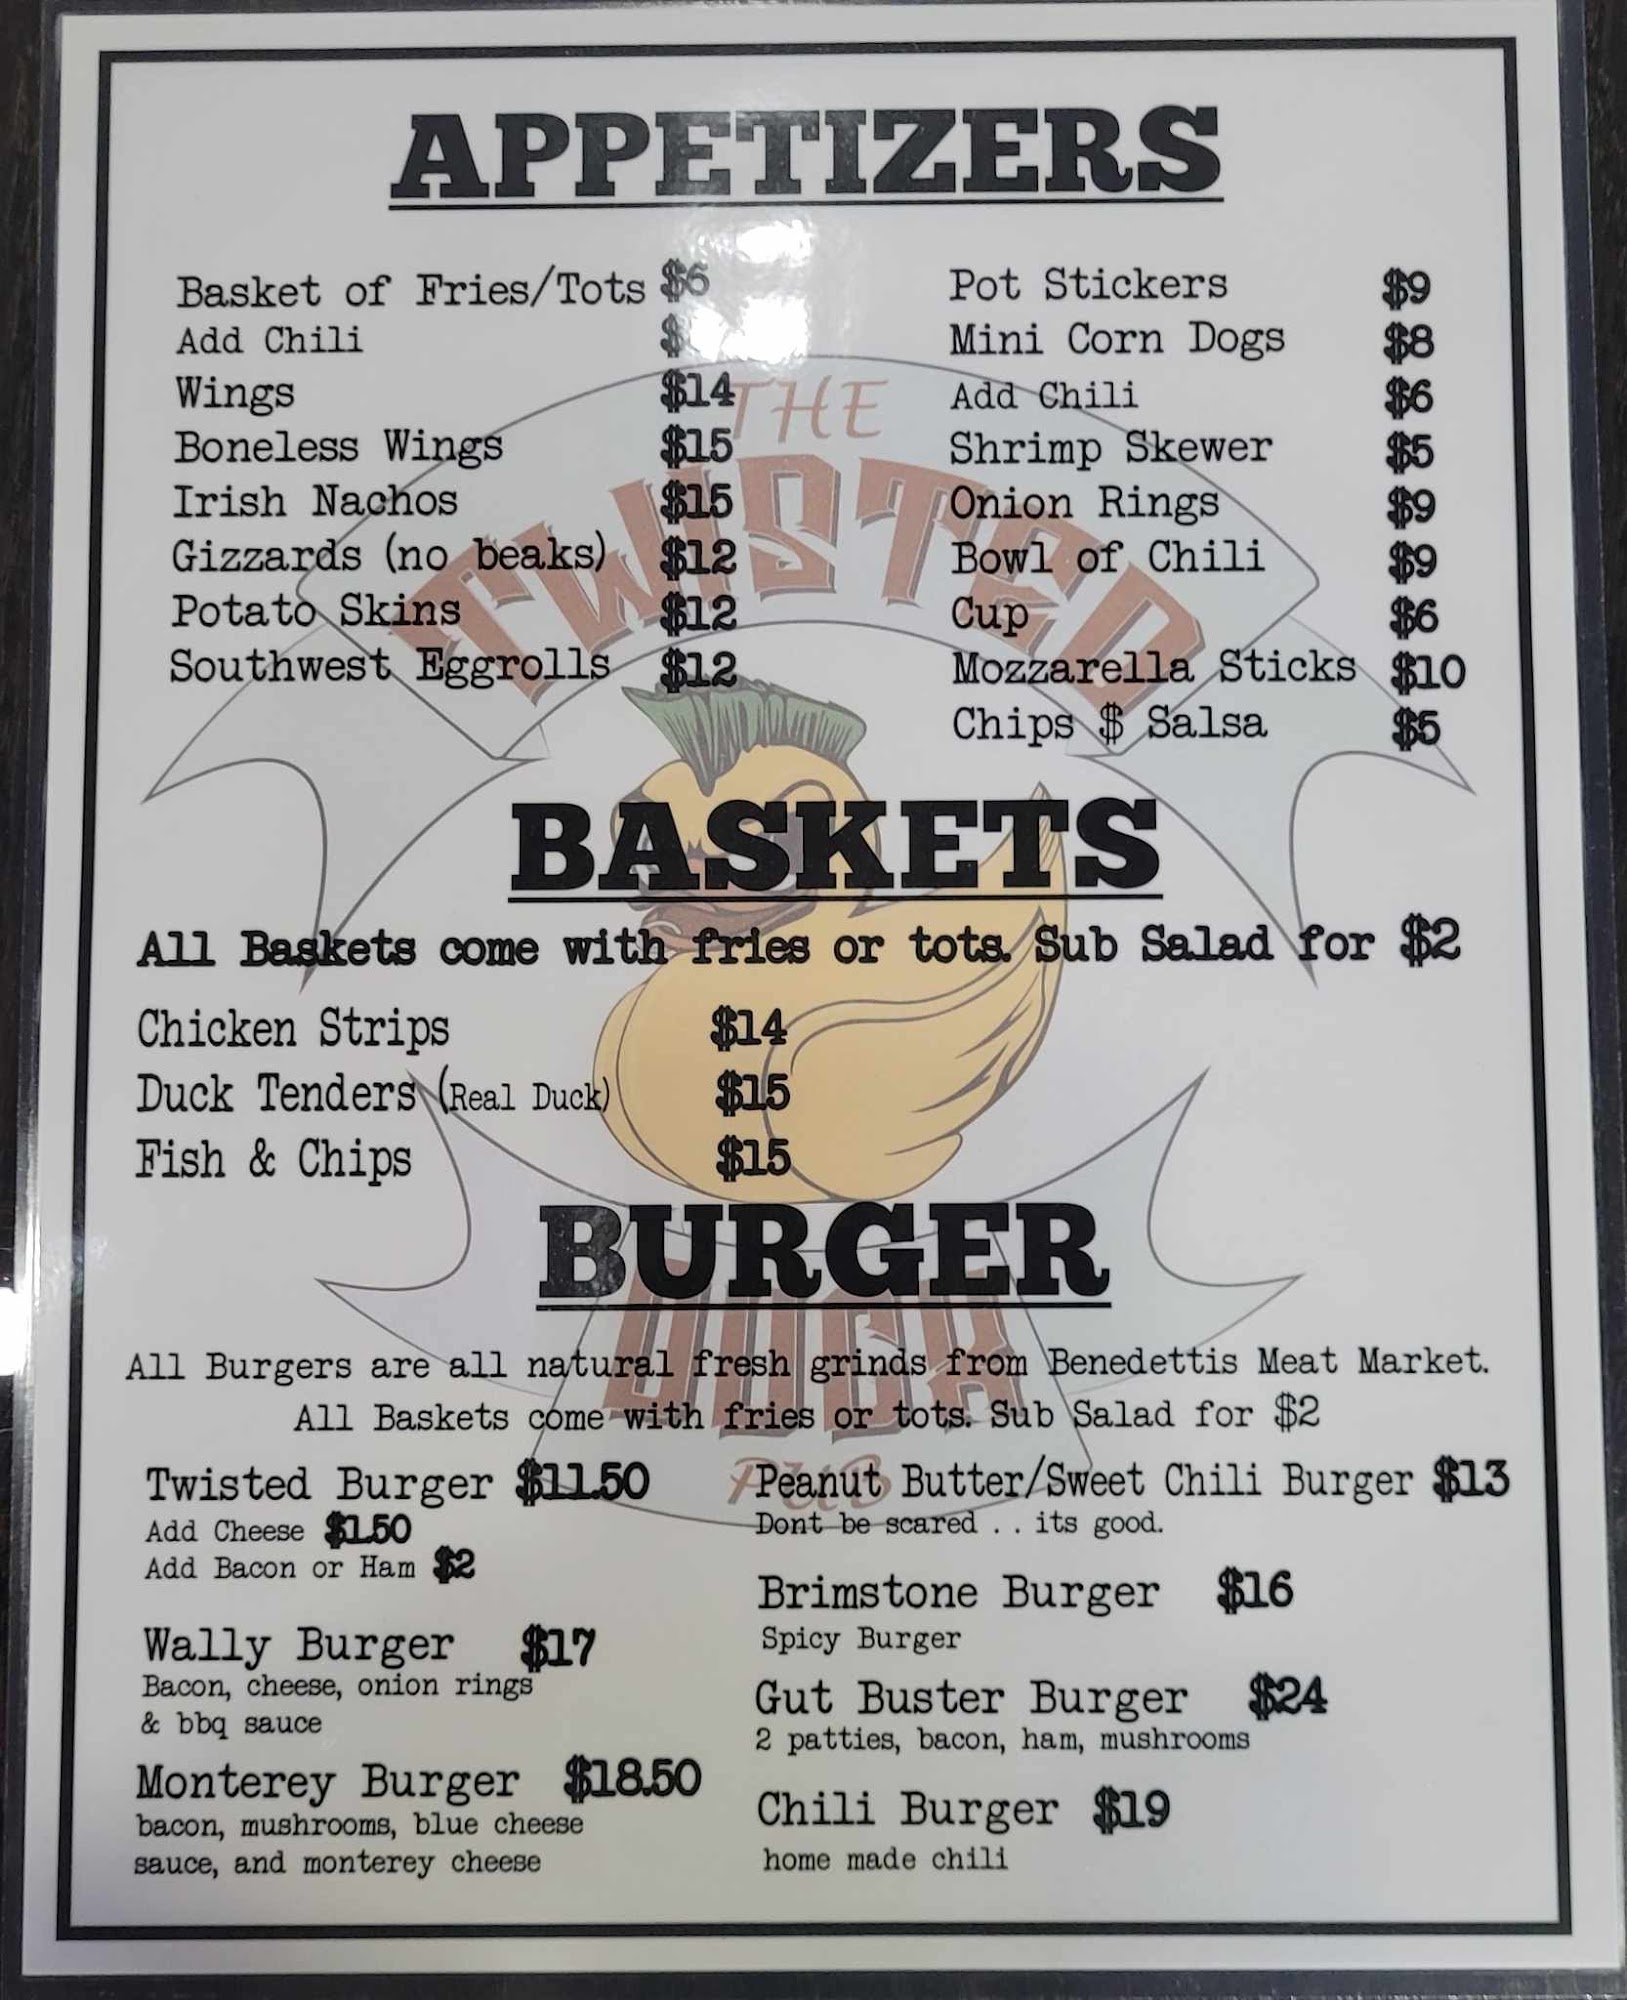 APPETIZERS
Basket of Fries/Tots $6
Add Chili $
Wings $14
Boneless Wings $15
Irish Nachos $15
Gizzards (no beaks) $12
Potato Skins $12
Southwest Eggrolls $12
Pot Stickers $9
Mini Corn Dogs $8
Add Chili $6
Shrimp Skewer $5
Onion Rings $9
Bowl of Chili $9
Cup $6
Mozzarella Sticks $10
Chips $ Salsa $5
THE
TWISTED
BASKETS
All Baskets come with fries or tots. Sub Salad for $2
Chicken Strips $14
Duck Tenders (Real Duck) $15
Fish & Chips $15
BURGER
DUCK
PUB
All Burgers are all natural fresh grinds from Benedettis Meat Market.
All Baskets come with fries or tots. Sub Salad for $2
Twisted Burger $11.50
Add Cheese $1.50
Add Bacon or Ham $2
Wally Burger $17
Bacon, cheese, onion rings
& bbq sauce
Monterey Burger $18.50
bacon, mushrooms, blue cheese
sauce, and monterey cheese
Peanut Butter/Sweet Chili Burger $13
Dont be scared .. its good.
Brimstone Burger $16
Spicy Burger
Gut Buster Burger $24
2 patties, bacon, ham, mushrooms
Chili Burger $19
home made chili